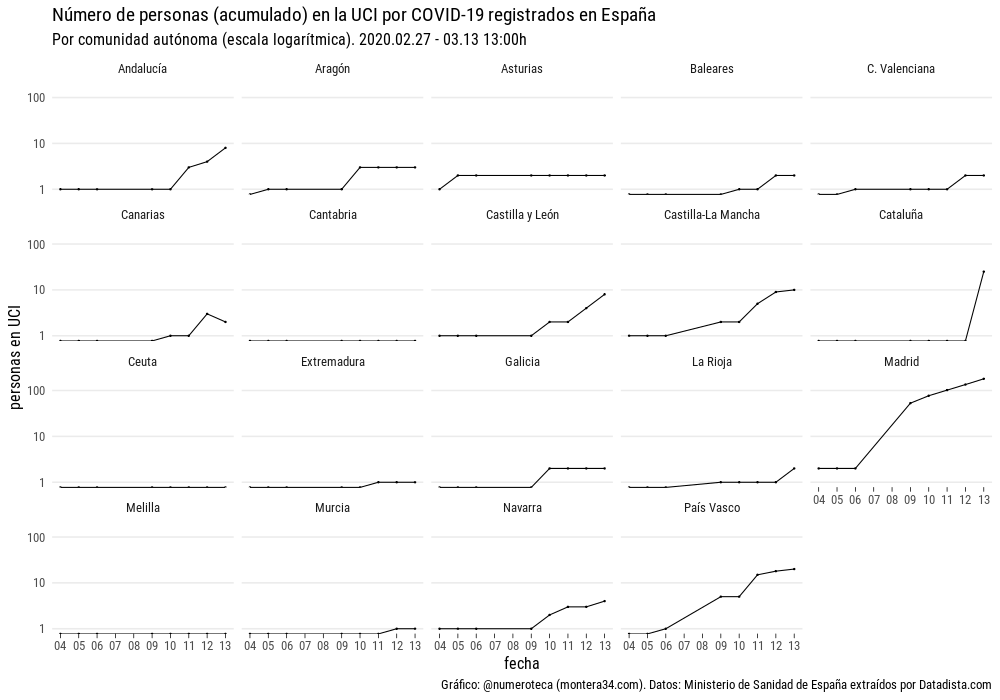 Número de personas (acumulado) en la UCI por COVID-19 registrados en España
Por comunidad autónoma (escala logarítmica). 2020.02.27 - 03.13 13:00h
Andalucía Aragón Asturias Baleares C. Valenciana
100
10
1
Canarias Cantabria Castilla y León Castilla-La Mancha Cataluña
100
10
1
Ceuta Extremadura Galicia La Rioja Madrid
100
10
1
04 05 06 07 08 09 10 11 12 13
Melilla Murcia Navarra País Vasco
100
10
1
04 05 06 07 08 09 10 11 12 13 04 05 06 07 08 09 10 11 12 13 04 05 06 07 08 09 10 11 12 13 04 05 06 07 08 09 10 11 12 13
personas en UCI
fecha
Gráfico: @numeroteca (montera34.com). Datos: Ministerio de Sanidad de España extraídos por Datadista.com